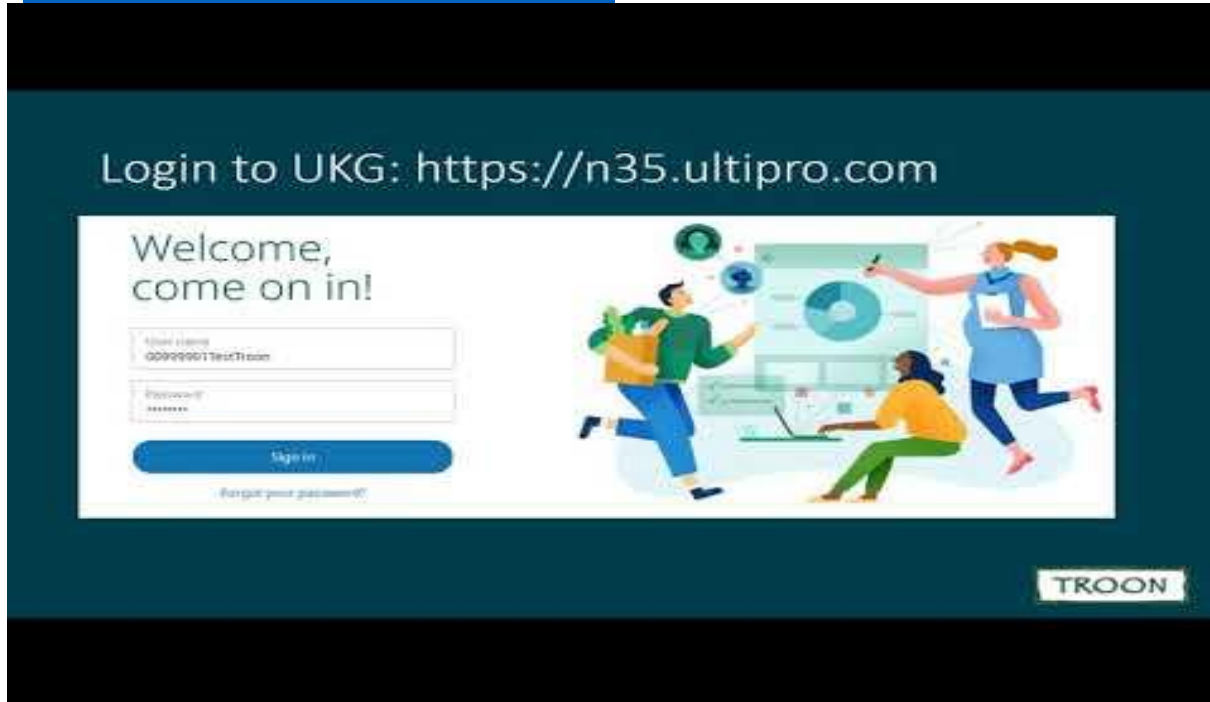 Login to UKG: https://n35.ultipro.com
Welcome,
come on in!
User name
Password
••••••••
Sign in
Forgot your password?
TROON